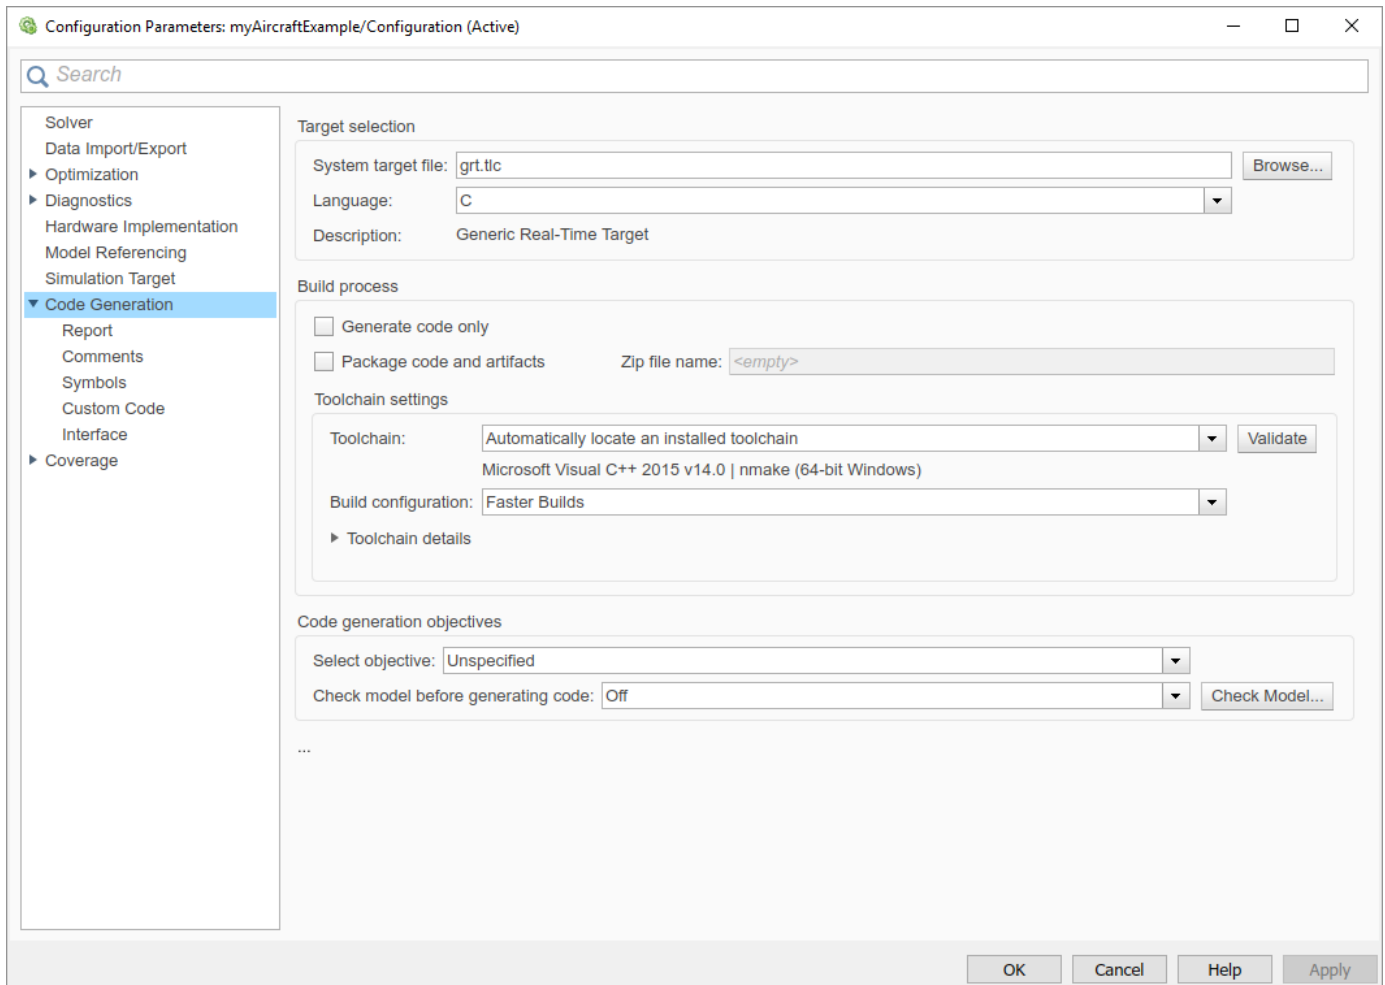 Configuration Parameters: myAircraftExample/Configuration (Active)
Search
Solver
Data Import/Export
Optimization
Diagnostics
Hardware Implementation
Model Referencing
Simulation Target
Code Generation
Report
Comments
Symbols
Custom Code
Interface
Coverage
Target selection
System target file: grt.tlc Browse...
Language: C
Description: Generic Real-Time Target
Build process
Generate code only
Package code and artifacts Zip file name: <empty>
Toolchain settings
Toolchain: Automatically locate an installed toolchain Validate
Microsoft Visual C++ 2015 v14.0 | nmake (64-bit Windows)
Build configuration: Faster Builds
Toolchain details
Code generation objectives
Select objective: Unspecified
Check model before generating code: Off Check Model...
...
OK Cancel Help Apply